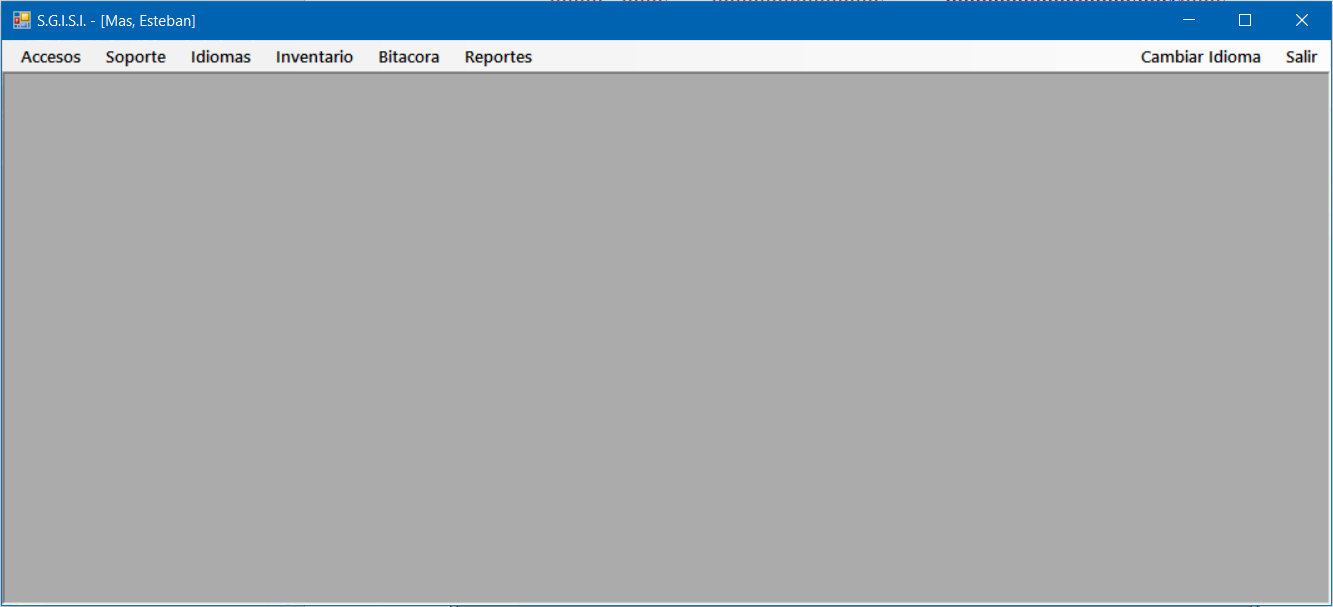 S.G.I.S.I. - [Mas, Esteban]
Accesos Soporte Idiomas Inventario Bitacora Reportes Cambiar Idioma Salir